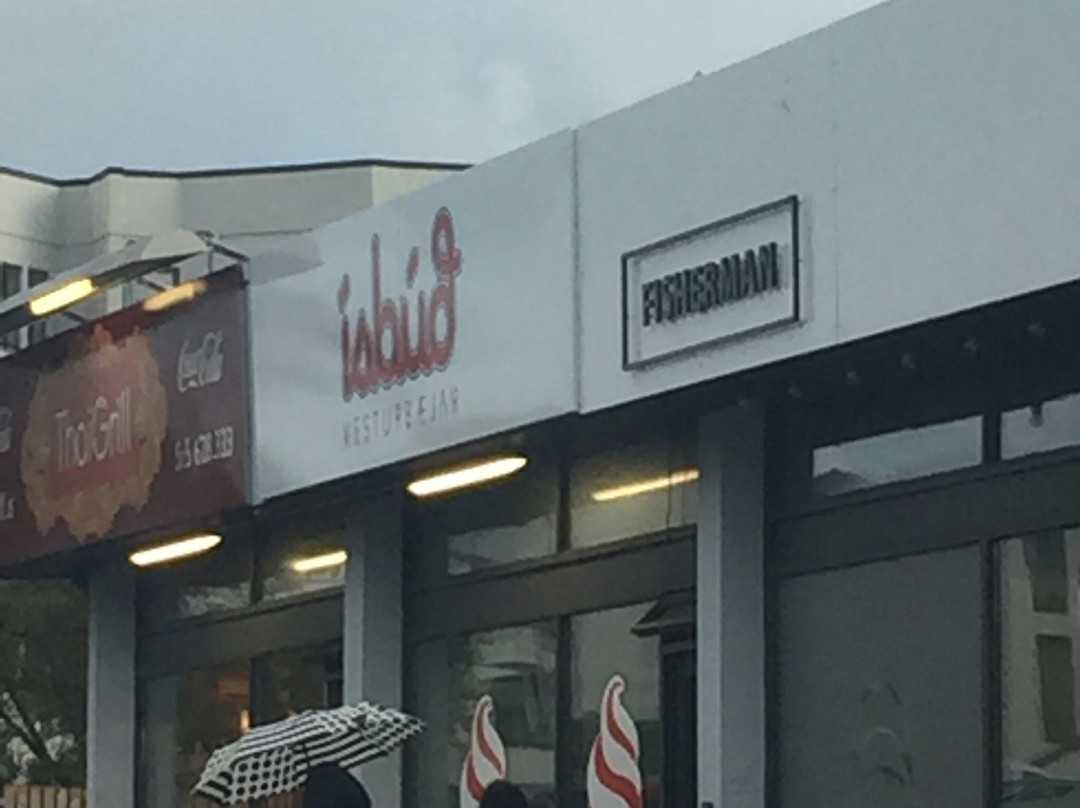 ThaiGrill
Coca-Cola
ísbúð
VESTURBÆJAR
FISHERMAN